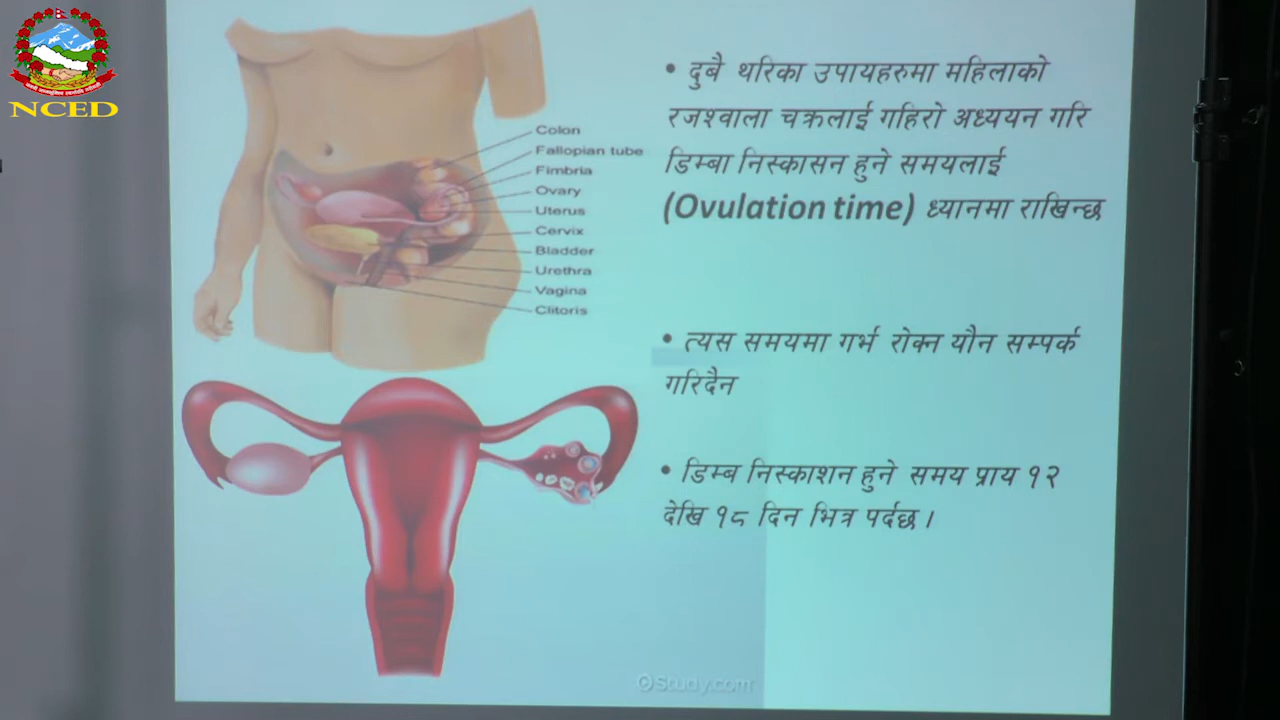 NCED
Colon
Fallopian tube
Fimbria
Ovary
Uterus
Cervix
Bladder
Urethra
Vagina
Clitoris
• दुबै थरिका उपायहरुमा महिलाको
रजश्वाला चक्रलाई गहिरो अध्ययन गरि
डिम्बा निस्कासन हुने समयलाई
(Ovulation time) ध्यानमा राखिन्छ
• त्यस समयमा गर्भ रोक्न यौन सम्पर्क
गरिदैन
• डिम्ब निस्काशन हुने समय प्राय १२
देखि १८ दिन भित्र पर्दछ ।
©Study.com